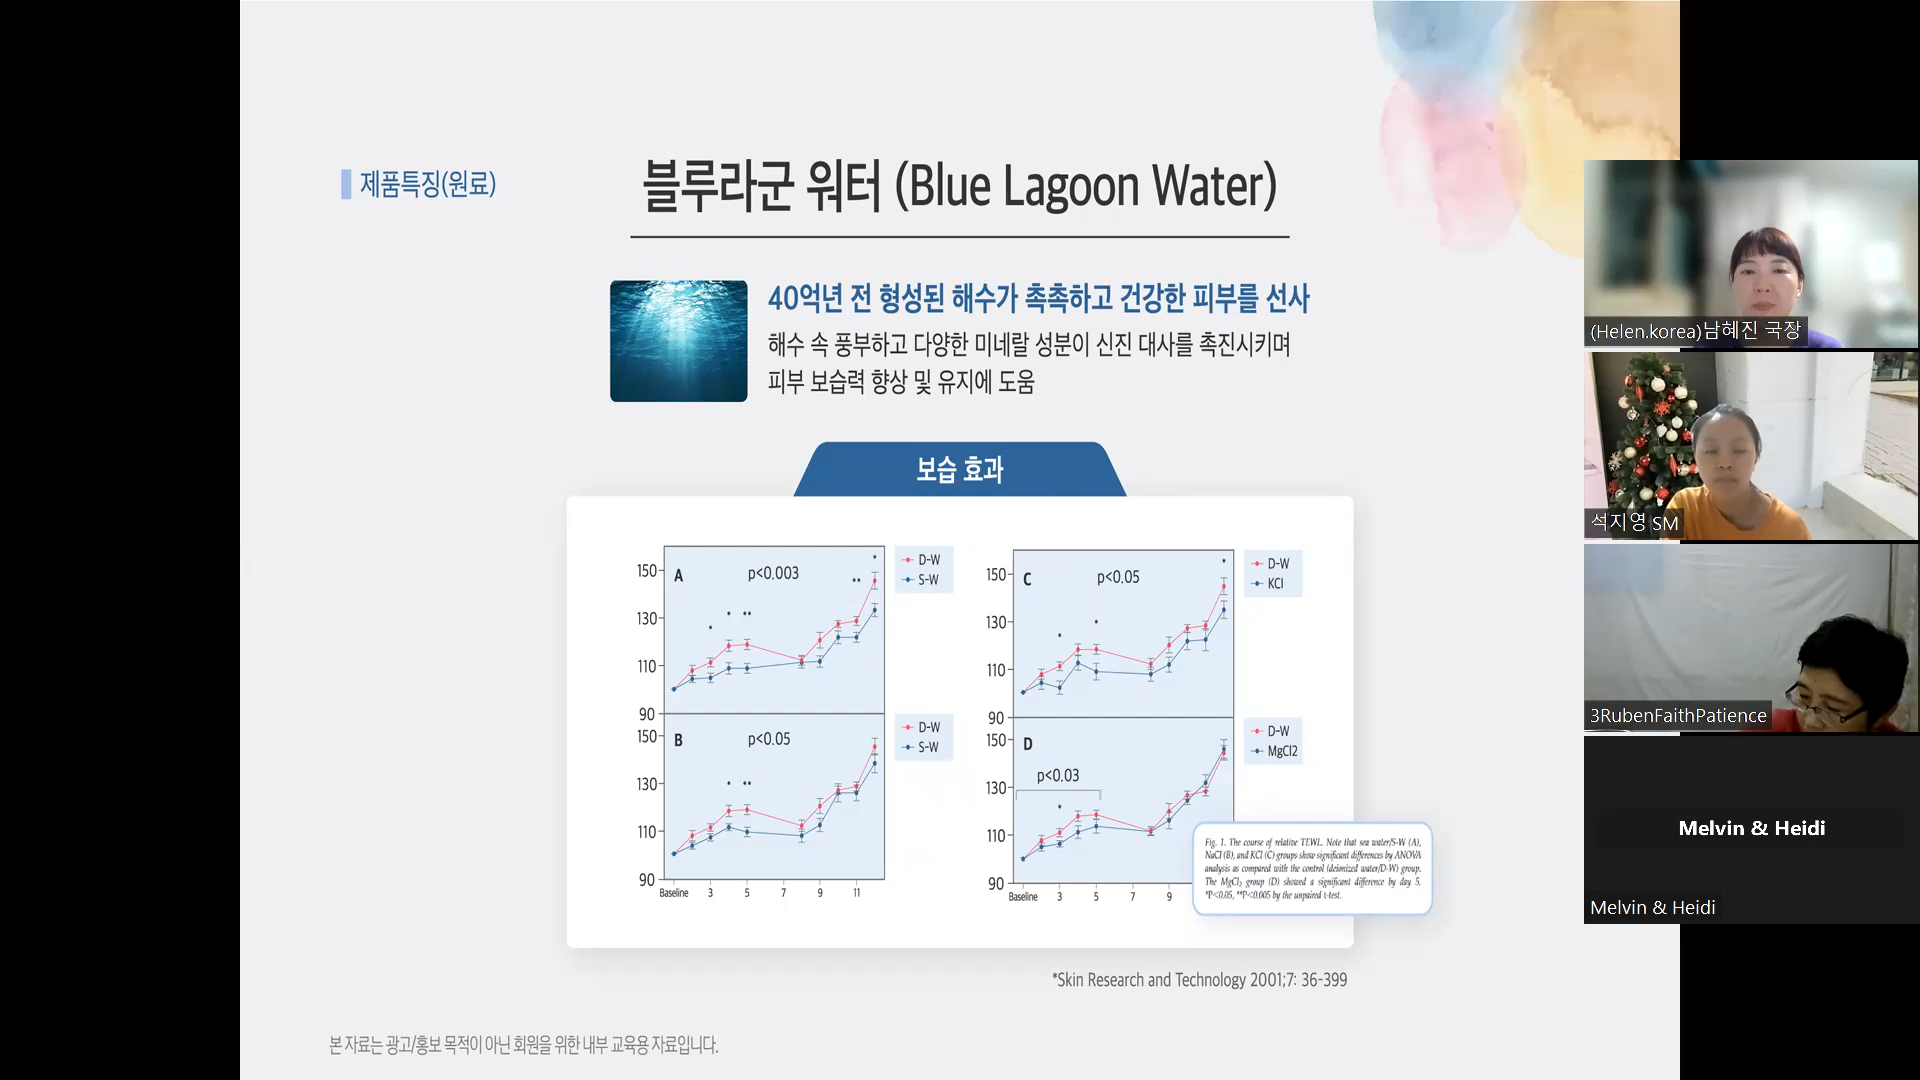 제품특징(원료)
블루라군 워터 (Blue Lagoon Water)
40억년 전 형성된 해수가 촉촉하고 건강한 피부를 선사
해수 속 풍부하고 다양한 미네랄 성분이 신진 대사를 촉진시키며
피부 보습력 향상 및 유지에 도움
보습 효과
A
p<0.003
* * ** ** *
150
130
110
90
D-W
S-W
B
p<0.05
* **
150
130
110
90
Baseline 3 5 7 9 11
D-W
S-W
C
p<0.05
* * *
150
130
110
90
D-W
KCl
D
p<0.03
*
150
130
110
90
Baseline 3 5 7 9
D-W
MgCl2
Fig. 1. The course of relative TEWL. Note that sea water/S-W (A),
NaCl (B), and KCl (C) groups show significant differences by ANOVA
analysis as compared with the control (deionized water/D-W) group.
The MgCl₂ group (D) showed a significant difference by day 5.
*P<0.05, **P<0.005 by the unpaired t-test.
*Skin Research and Technology 2001;7: 36-399
본 자료는 광고/홍보 목적이 아닌 회원을 위한 내부 교육용 자료입니다.
(Helen.korea)남혜진 국장
석지영 SM
3RubenFaithPatience
Melvin & Heidi
Melvin & Heidi